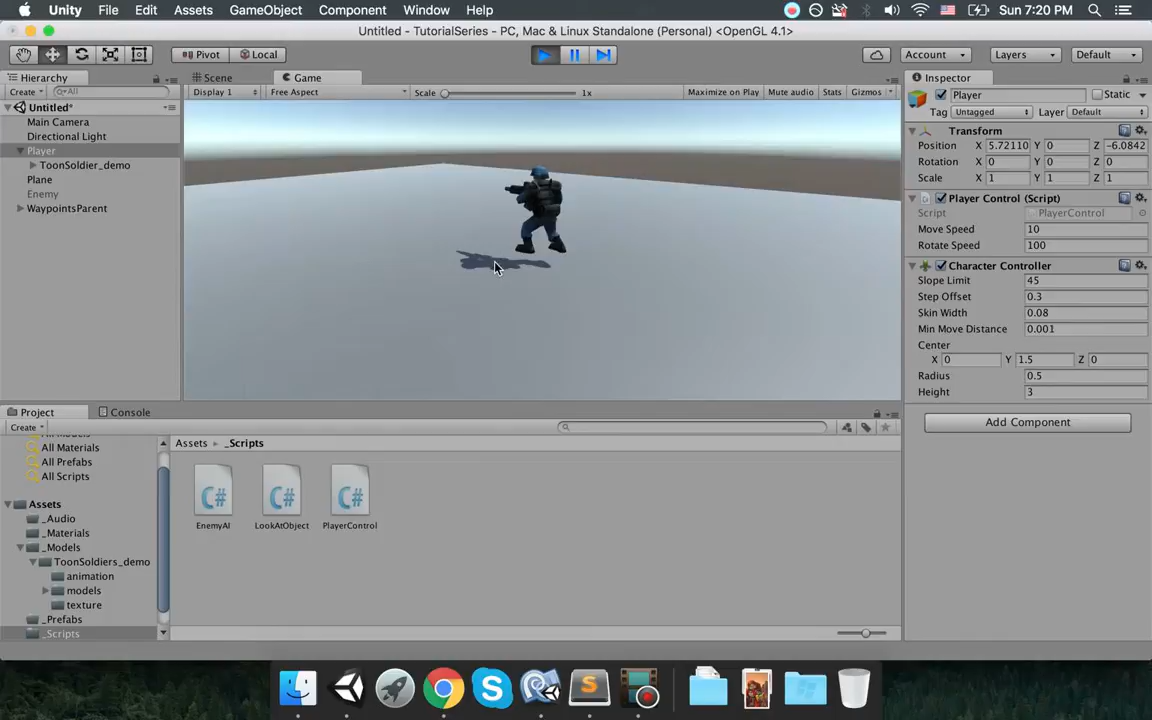 Unity File Edit Assets GameObject Component Window Help Sun 7:20 PM
Untitled - TutorialSeries - PC, Mac & Linux Standalone (Personal) <OpenGL 4.1>
Pivot Local Account Layers Default
Hierarchy
Create All
Untitled*
Main Camera
Directional Light
Player
ToonSoldier_demo
Plane
Enemy
WaypointsParent
Scene Game
Display 1 Free Aspect Scale 1x Maximize on Play Mute audio Stats Gizmos
Inspector
Player Static
Tag Untagged Layer Default
Transform
Position X 5.72110 Y 0 Z -6.0842
Rotation X 0 Y 0 Z 0
Scale X 1 Y 1 Z 1
Player Control (Script)
Script PlayerControl
Move Speed 10
Rotate Speed 100
Character Controller
Slope Limit 45
Step Offset 0.3
Skin Width 0.08
Min Move Distance 0.001
Center
X 0 Y 1.5 Z 0
Radius 0.5
Height 3
Add Component
Project Console
Create
All Models
All Materials
All Prefabs
All Scripts
Assets
_Audio
_Materials
_Models
ToonSoldiers_demo
animation
models
texture
_Prefabs
_Scripts
Assets _Scripts
C# C# C#
EnemyAI LookAtObject PlayerControl